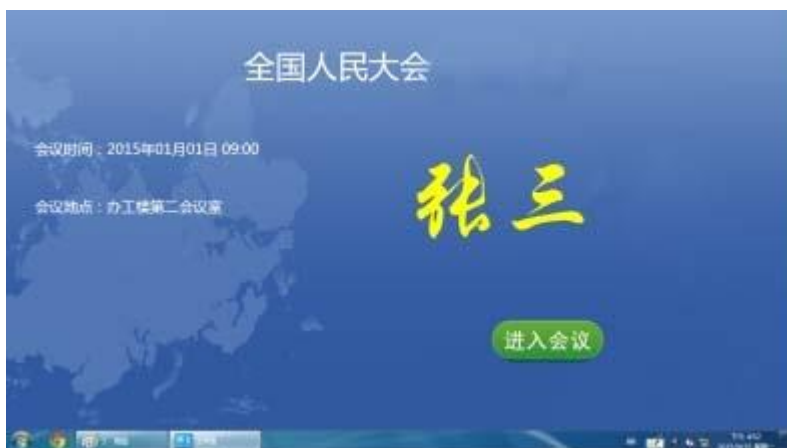 全国人民大会
会议时间：2015年01月01日 09:00
张三
会议地点：办工楼第二会议室
进入会议